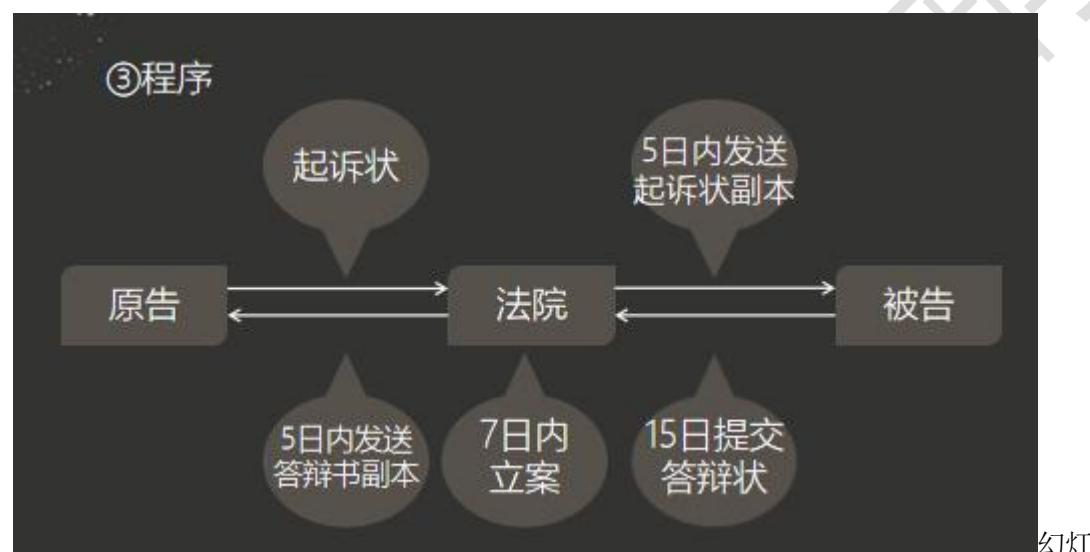 ③程序
起诉状
5日内发送
起诉状副本
原告
法院
被告
5日内发送
答辩书副本
7日内
立案
15日提交
答辩状
幻灯